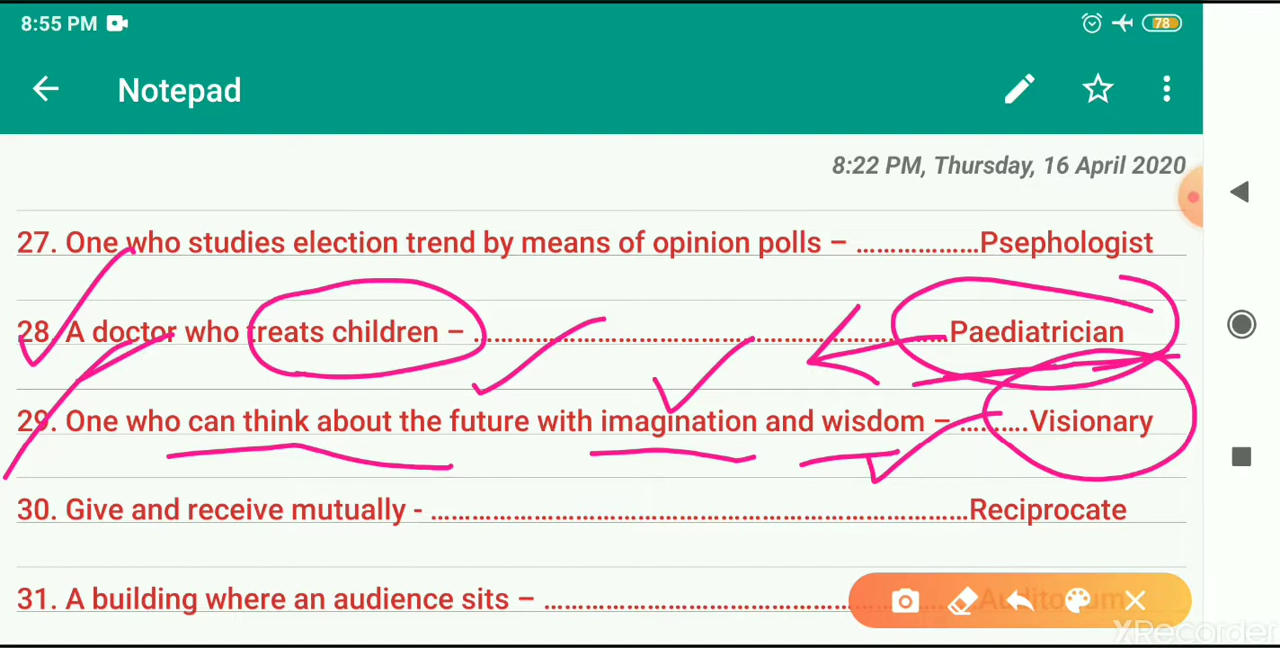 8:55 PM
78
Notepad
8:22 PM, Thursday, 16 April 2020
27. One who studies election trend by means of opinion polls – ..................Psephologist
28. A doctor who treats children – ......................................................................Paediatrician
29. One who can think about the future with imagination and wisdom – ..........Visionary
30. Give and receive mutually - ................................................................................Reciprocate
31. A building where an audience sits – ............................................................Auditorium
XRecorder